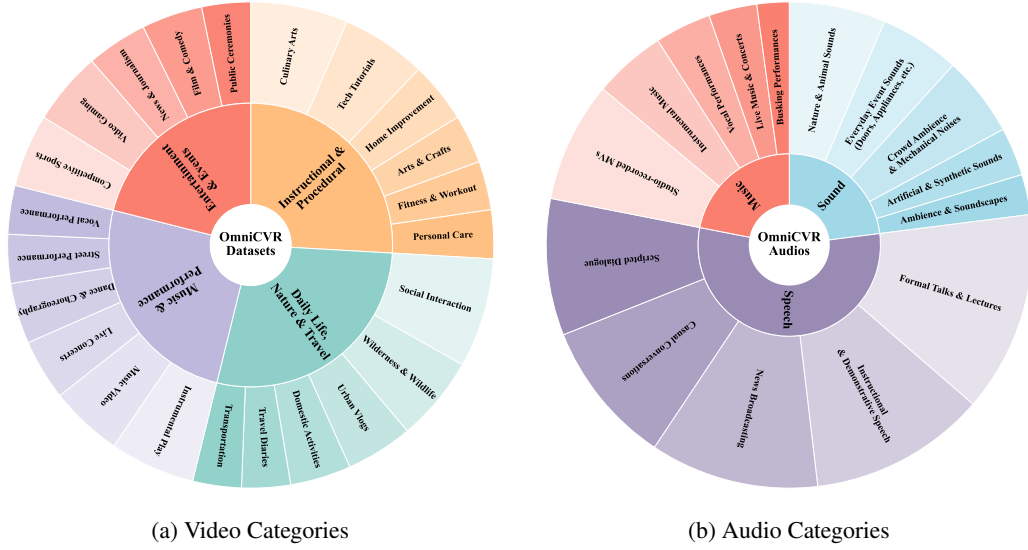 OmniCVR
Datasets
Instructional &
Procedural
Culinary Arts
Tech Tutorials
Home Improvement
Arts & Crafts
Fitness & Workout
Personal Care
Daily Life,
Nature & Travel
Social Interaction
Wilderness & Wildlife
Urban Vlogs
Domestic Activities
Travel Diaries
Transportation
Music &
Performance
Instrumental Play
Music Video
Live Concerts
Dance & Choreography
Street Performance
Vocal Performance
Entertainment
& Events
Competitive Sports
Video Gaming
News & Journalism
Film & Comedy
Public Ceremonies
(a) Video Categories
OmniCVR
Audios
Sound
Nature & Animal Sounds
Everyday Event Sounds
(Doors, Appliances, etc.)
Crowd Ambience
& Mechanical Noises
Artificial & Synthetic Sounds
Ambience & Soundscapes
Speech
Formal Talks & Lectures
Instructional
& Demonstrative Speech
News Broadcasting
Casual Conversations
Scripted Dialogue
Music
Studio-recorded MVs
Instrumental Music
Vocal Performances
Live Music & Concerts
Busking Performances
(b) Audio Categories